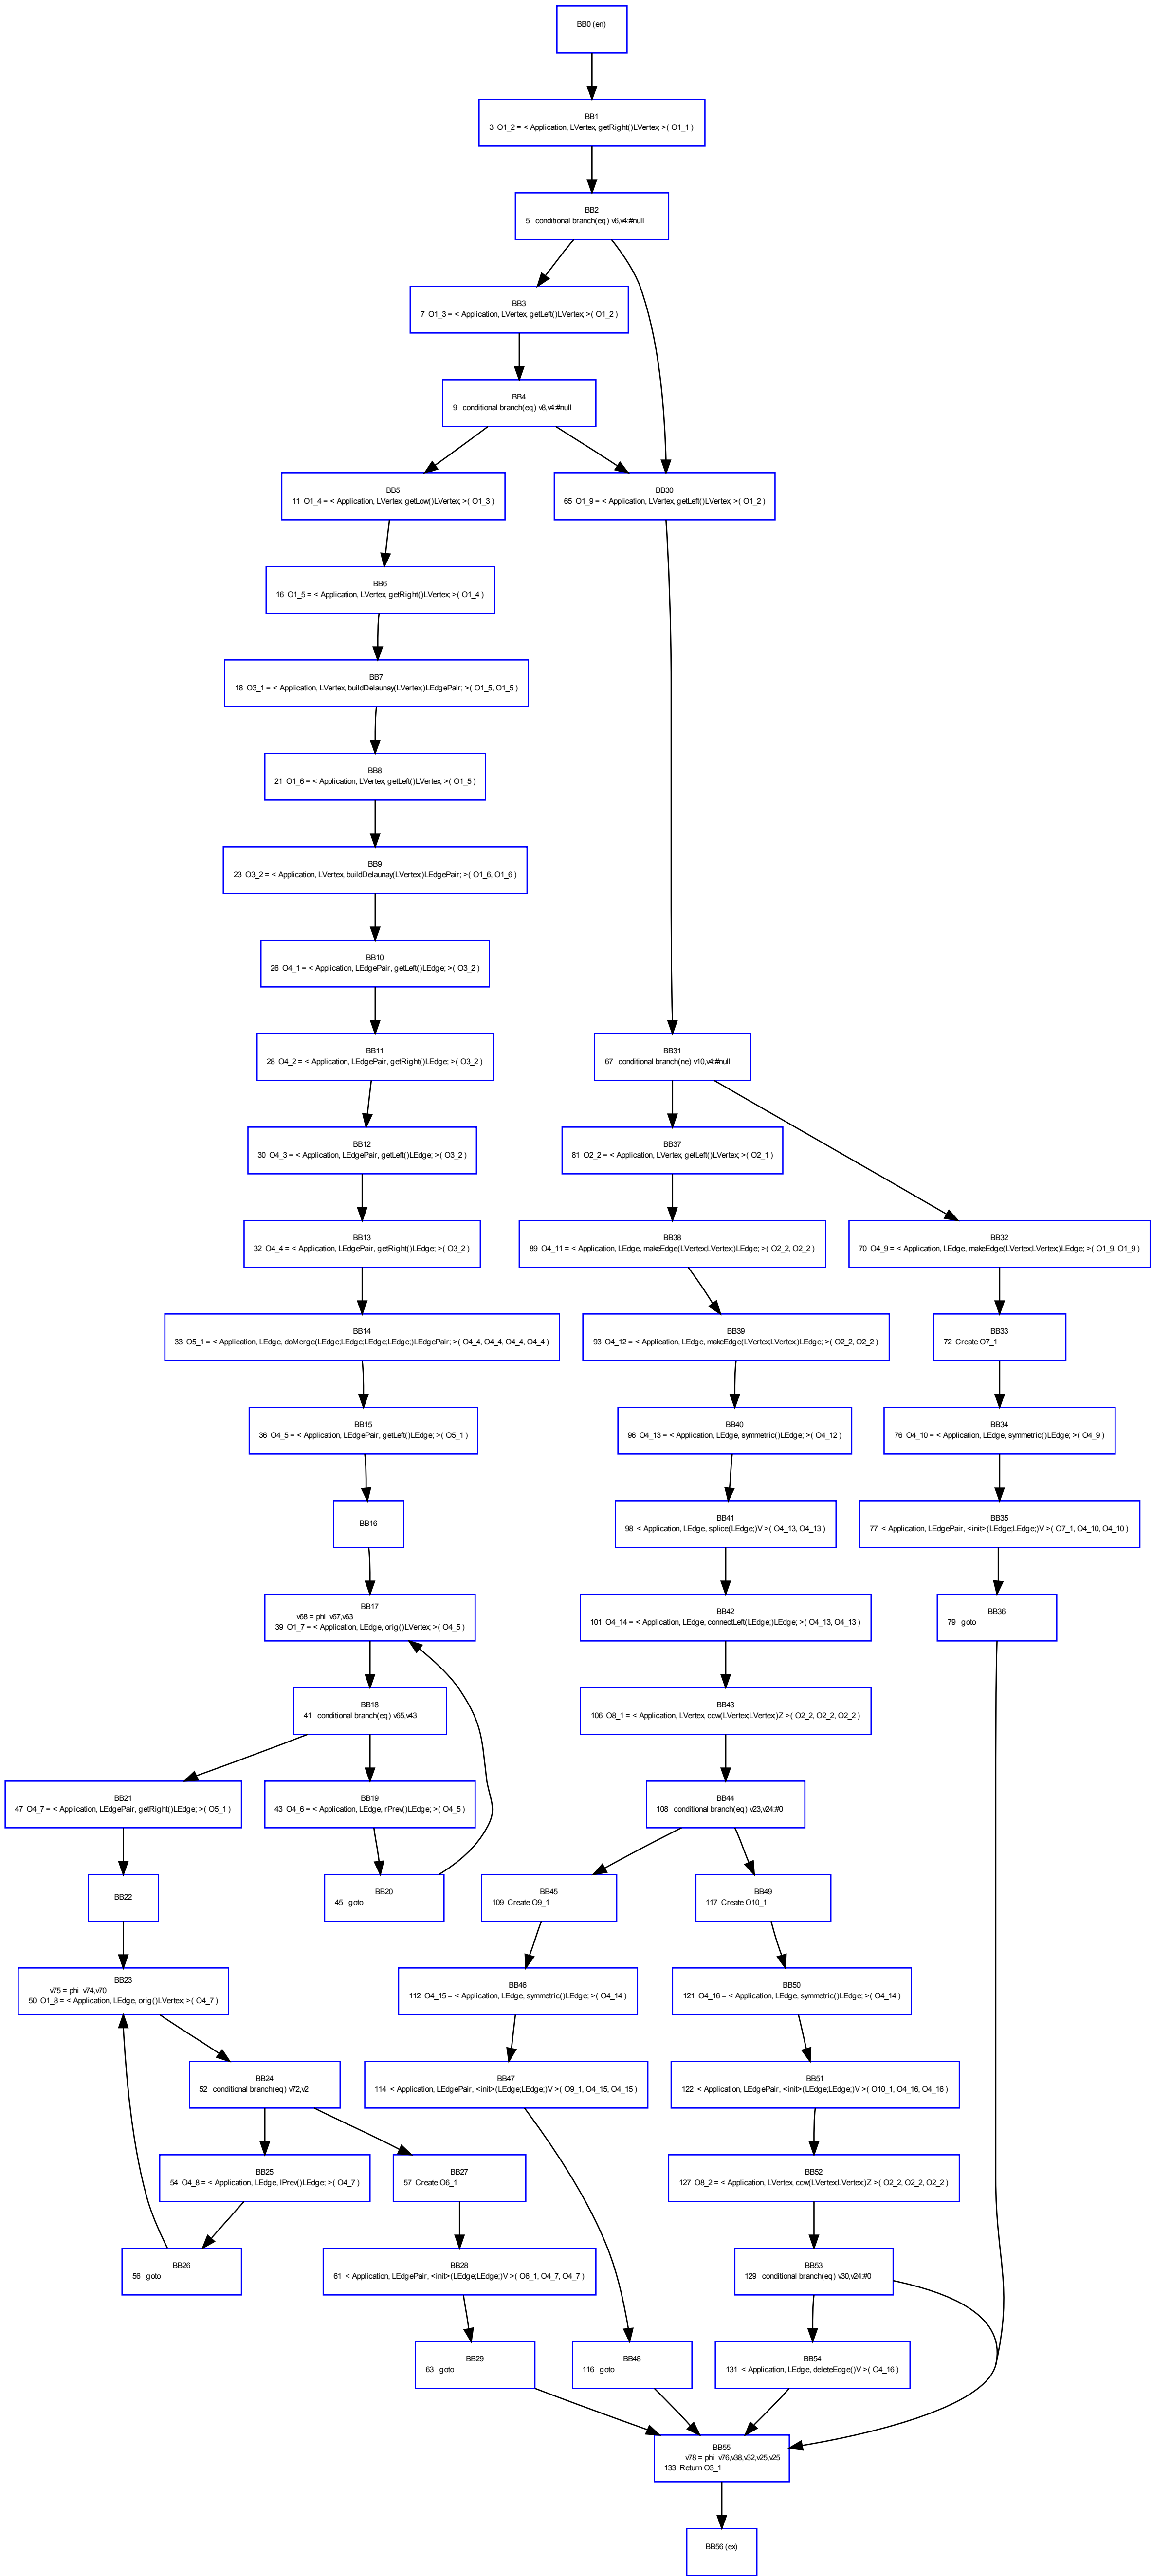 BB0 (en)
BB1
3 O1_2 = < Application, LVertex, getRight()LVertex; >( O1_1 )
BB2
5 conditional branch(eq) v6,v4:#null
BB3
7 O1_3 = < Application, LVertex, getLeft()LVertex; >( O1_2 )
BB4
9 conditional branch(eq) v8,v4:#null
BB5
11 O1_4 = < Application, LVertex, getLow()LVertex; >( O1_3 )
BB30
65 O1_9 = < Application, LVertex, getLeft()LVertex; >( O1_2 )
BB6
16 O1_5 = < Application, LVertex, getRight()LVertex; >( O1_4 )
BB7
18 O3_1 = < Application, LVertex, buildDelaunay(LVertex;)LEdgePair; >( O1_5, O1_5 )
BB8
21 O1_6 = < Application, LVertex, getLeft()LVertex; >( O1_5 )
BB9
23 O3_2 = < Application, LVertex, buildDelaunay(LVertex;)LEdgePair; >( O1_6, O1_6 )
BB10
26 O4_1 = < Application, LEdgePair, getLeft()LEdge; >( O3_2 )
BB11
28 O4_2 = < Application, LEdgePair, getRight()LEdge; >( O3_2 )
BB31
67 conditional branch(ne) v10,v4:#null
BB12
30 O4_3 = < Application, LEdgePair, getLeft()LEdge; >( O3_2 )
BB37
81 O2_2 = < Application, LVertex, getLeft()LVertex; >( O2_1 )
BB13
32 O4_4 = < Application, LEdgePair, getRight()LEdge; >( O3_2 )
BB38
89 O4_11 = < Application, LEdge, makeEdge(LVertex;LVertex;)LEdge; >( O2_2, O2_2 )
BB32
70 O4_9 = < Application, LEdge, makeEdge(LVertex;LVertex;)LEdge; >( O1_9, O1_9 )
BB14
33 O5_1 = < Application, LEdge, doMerge(LEdge;LEdge;LEdge;LEdge;)LEdgePair; >( O4_4, O4_4, O4_4, O4_4 )
BB39
93 O4_12 = < Application, LEdge, makeEdge(LVertex;LVertex;)LEdge; >( O2_2, O2_2 )
BB33
72 Create O7_1
BB15
36 O4_5 = < Application, LEdgePair, getLeft()LEdge; >( O5_1 )
BB40
96 O4_13 = < Application, LEdge, symmetric()LEdge; >( O4_12 )
BB34
76 O4_10 = < Application, LEdge, symmetric()LEdge; >( O4_9 )
BB16
BB41
98 < Application, LEdge, splice(LEdge;)V >( O4_13, O4_13 )
BB35
77 < Application, LEdgePair, <init>(LEdge;LEdge;)V >( O7_1, O4_10, O4_10 )
BB17
v68 = phi v67,v63
39 O1_7 = < Application, LEdge, orig()LVertex; >( O4_5 )
BB42
101 O4_14 = < Application, LEdge, connectLeft(LEdge;)LEdge; >( O4_13, O4_13 )
BB36
79 goto
BB18
41 conditional branch(eq) v65,v43
BB43
106 O8_1 = < Application, LVertex, ccw(LVertex;LVertex;)Z >( O2_2, O2_2, O2_2 )
BB21
47 O4_7 = < Application, LEdgePair, getRight()LEdge; >( O5_1 )
BB19
43 O4_6 = < Application, LEdge, rPrev()LEdge; >( O4_5 )
BB44
108 conditional branch(eq) v23,v24:#0
BB22
BB20
45 goto
BB45
109 Create O9_1
BB49
117 Create O10_1
BB23
v75 = phi v74,v70
50 O1_8 = < Application, LEdge, orig()LVertex; >( O4_7 )
BB46
112 O4_15 = < Application, LEdge, symmetric()LEdge; >( O4_14 )
BB50
121 O4_16 = < Application, LEdge, symmetric()LEdge; >( O4_14 )
BB24
52 conditional branch(eq) v72,v2
BB47
114 < Application, LEdgePair, <init>(LEdge;LEdge;)V >( O9_1, O4_15, O4_15 )
BB51
122 < Application, LEdgePair, <init>(LEdge;LEdge;)V >( O10_1, O4_16, O4_16 )
BB25
54 O4_8 = < Application, LEdge, lPrev()LEdge; >( O4_7 )
BB27
57 Create O6_1
BB52
127 O8_2 = < Application, LVertex, ccw(LVertex;LVertex;)Z >( O2_2, O2_2, O2_2 )
BB26
56 goto
BB28
61 < Application, LEdgePair, <init>(LEdge;LEdge;)V >( O6_1, O4_7, O4_7 )
BB53
129 conditional branch(eq) v30,v24:#0
BB29
63 goto
BB48
116 goto
BB54
131 < Application, LEdge, deleteEdge()V >( O4_16 )
BB55
v78 = phi v76,v38,v32,v25,v25
133 Return O3_1
BB56 (ex)